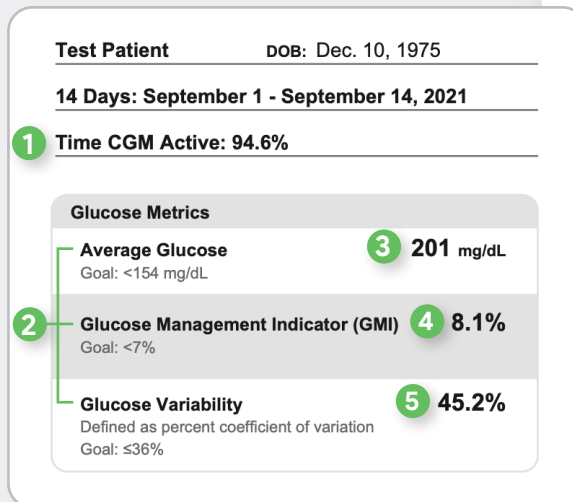 Test Patient DOB: Dec. 10, 1975
14 Days: September 1 - September 14, 2021
1 Time CGM Active: 94.6%
Glucose Metrics
Average Glucose 3 201 mg/dL
Goal: <154 mg/dL
2 Glucose Management Indicator (GMI) 4 8.1%
Goal: <7%
Glucose Variability 5 45.2%
Defined as percent coefficient of variation
Goal: ≤36%